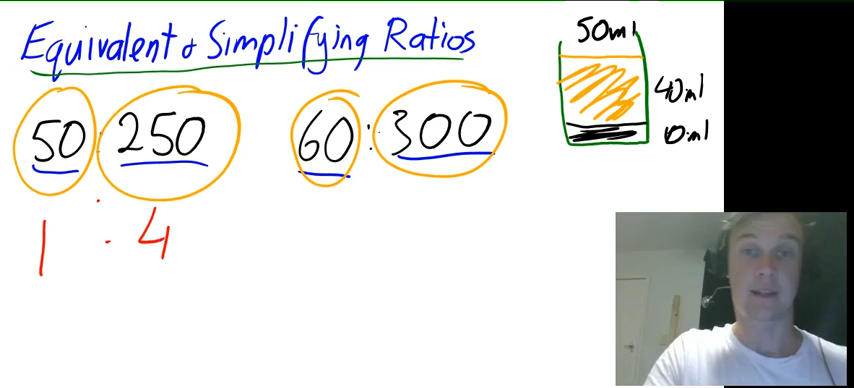 Equivalent & Simplifying Ratios
50ml
50 : 250
60 : 300
40ml
10ml
1 : 4